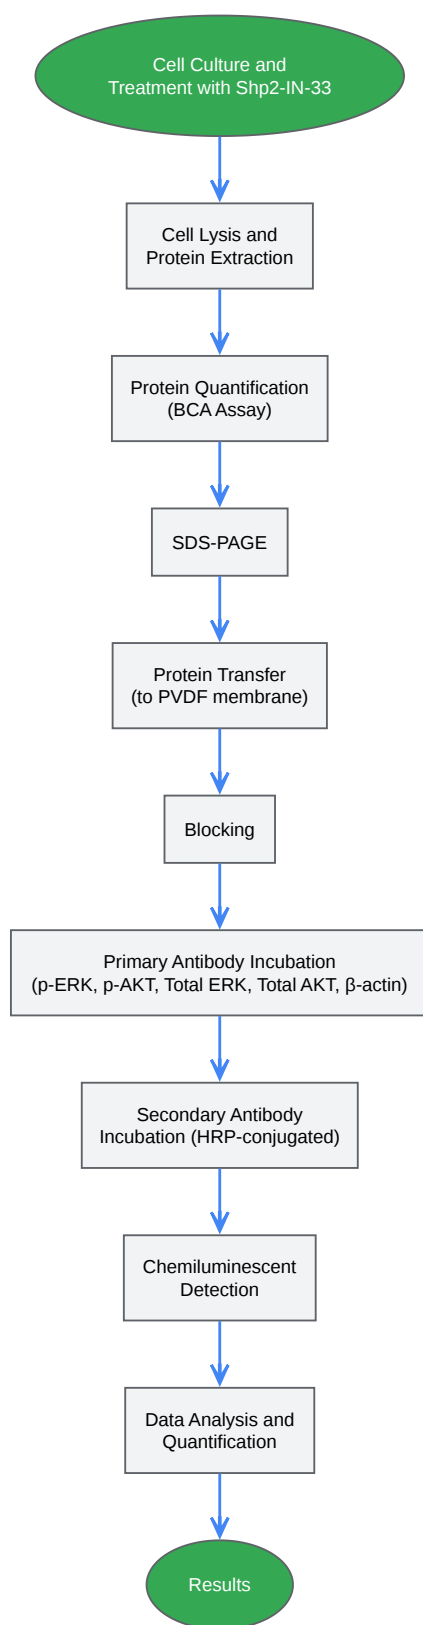 Cell Culture and
Treatment with Shp2-IN-33
Cell Lysis and
Protein Extraction
Protein Quantification
(BCA Assay)
SDS-PAGE
Protein Transfer
(to PVDF membrane)
Blocking
Primary Antibody Incubation
(p-ERK, p-AKT, Total ERK, Total AKT, β-actin)
Secondary Antibody
Incubation (HRP-conjugated)
Chemiluminescent
Detection
Data Analysis and
Quantification
Results